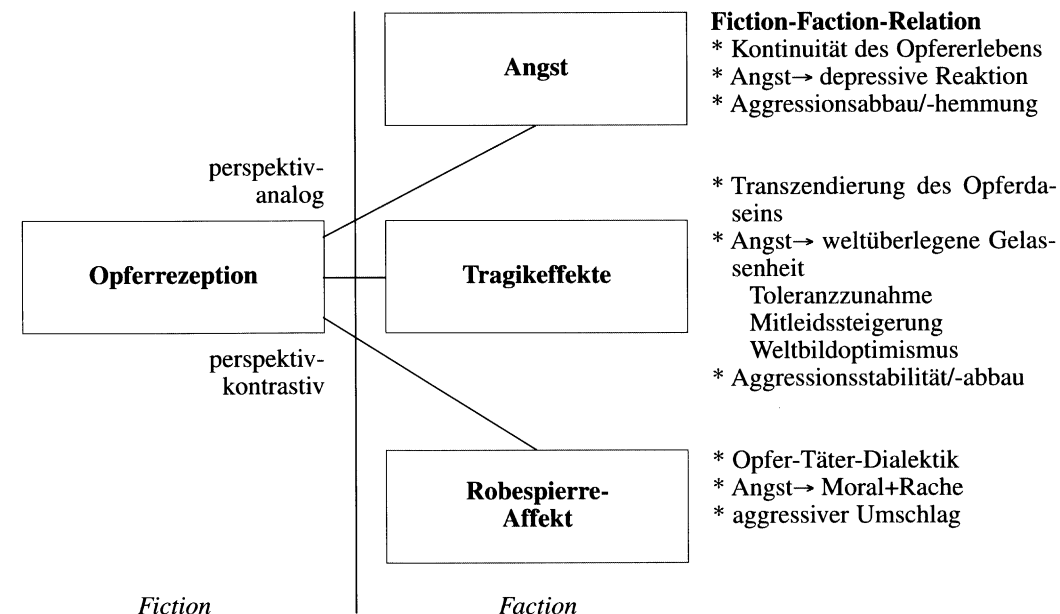 Angst
Fiction-Faction-Relation
* Kontinuität des Opfererlebens
* Angst→ depressive Reaktion
* Aggressionsabbau/-hemmung
perspektiv-
analog
Opferrezeption
Tragikeffekte
* Transzendierung des Opferda-
seins
* Angst→ weltüberlegene Gelas-
senheit
Toleranzzunahme
Mitleidssteigerung
Weltbildoptimismus
* Aggressionsstabilität/-abbau
perspektiv-
kontrastiv
Robespierre-
Affekt
* Opfer-Täter-Dialektik
* Angst→ Moral+Rache
* aggressiver Umschlag
Fiction
Faction